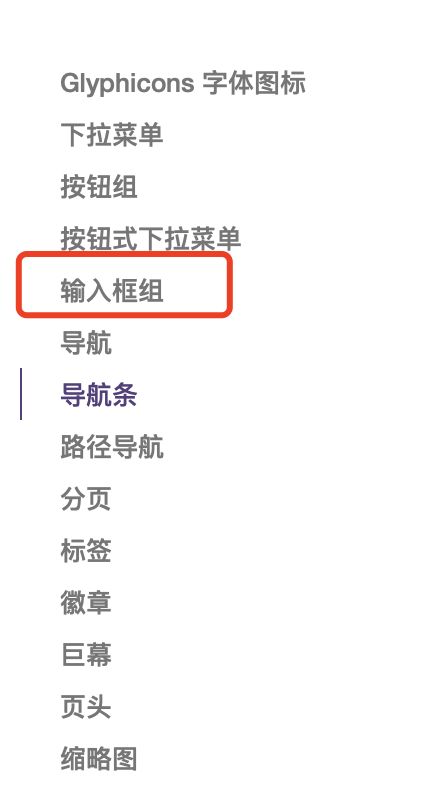 Glyphicons 字体图标
下拉菜单
按钮组
按钮式下拉菜单
输入框组
导航
导航条
路径导航
分页
标签
徽章
巨幕
页头
缩略图